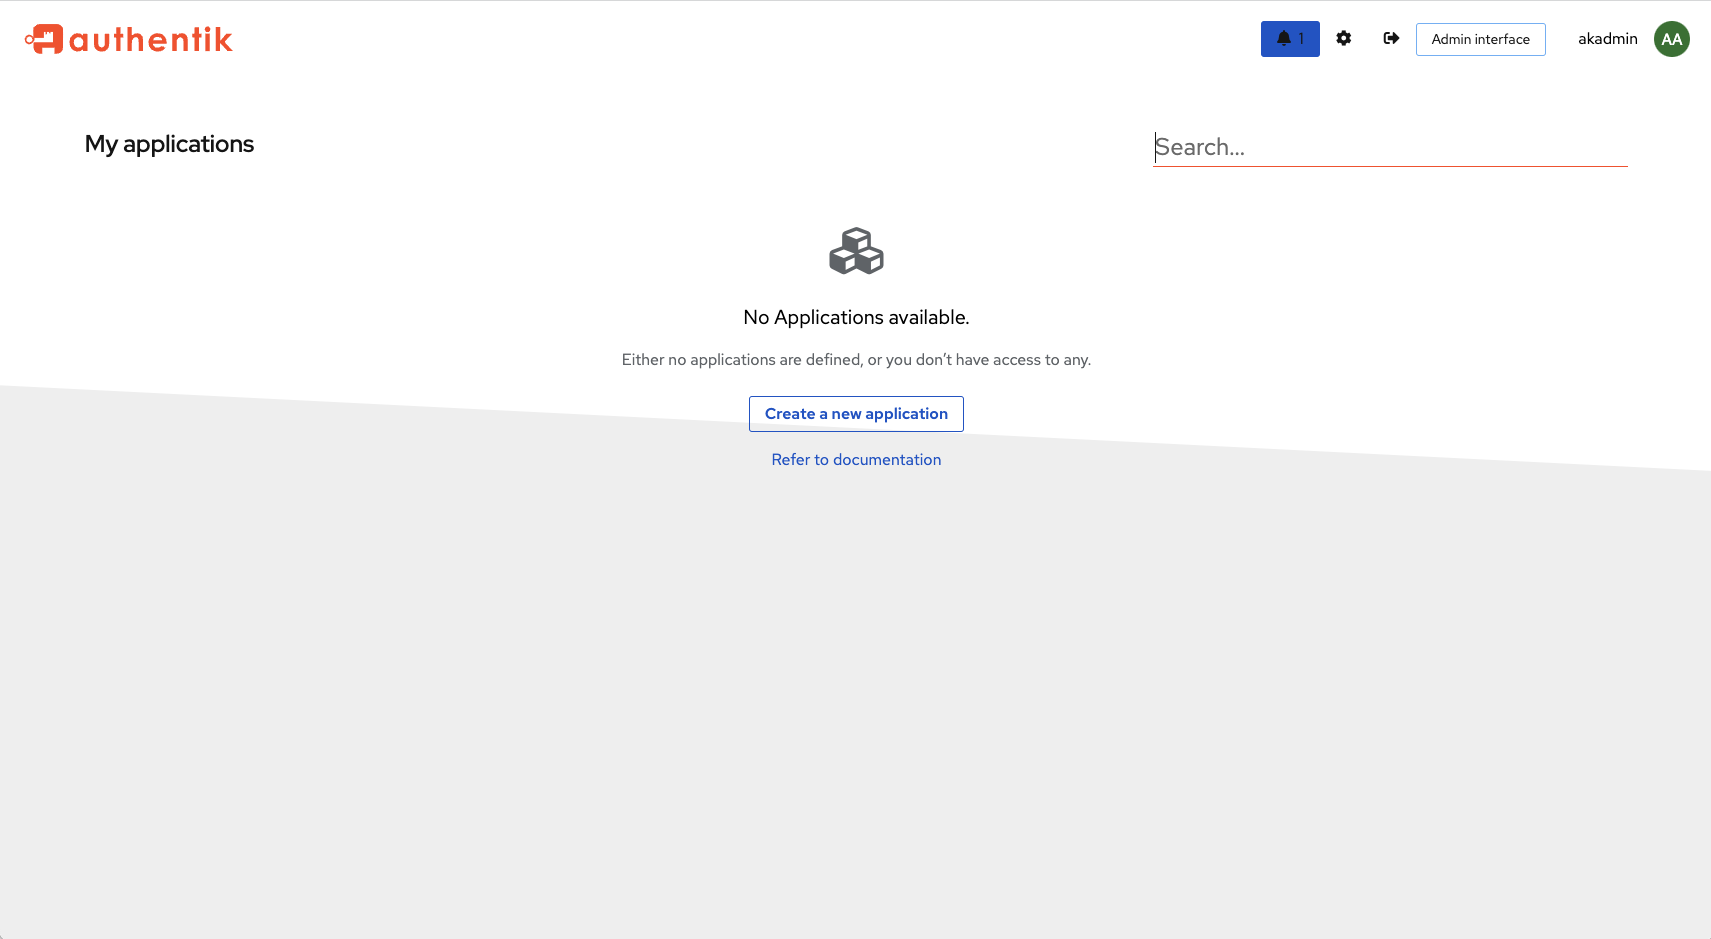 authentik
1
Admin interface
akadmin
AA
My applications
Search...
No Applications available.
Either no applications are defined, or you don’t have access to any.
Create a new application
Refer to documentation